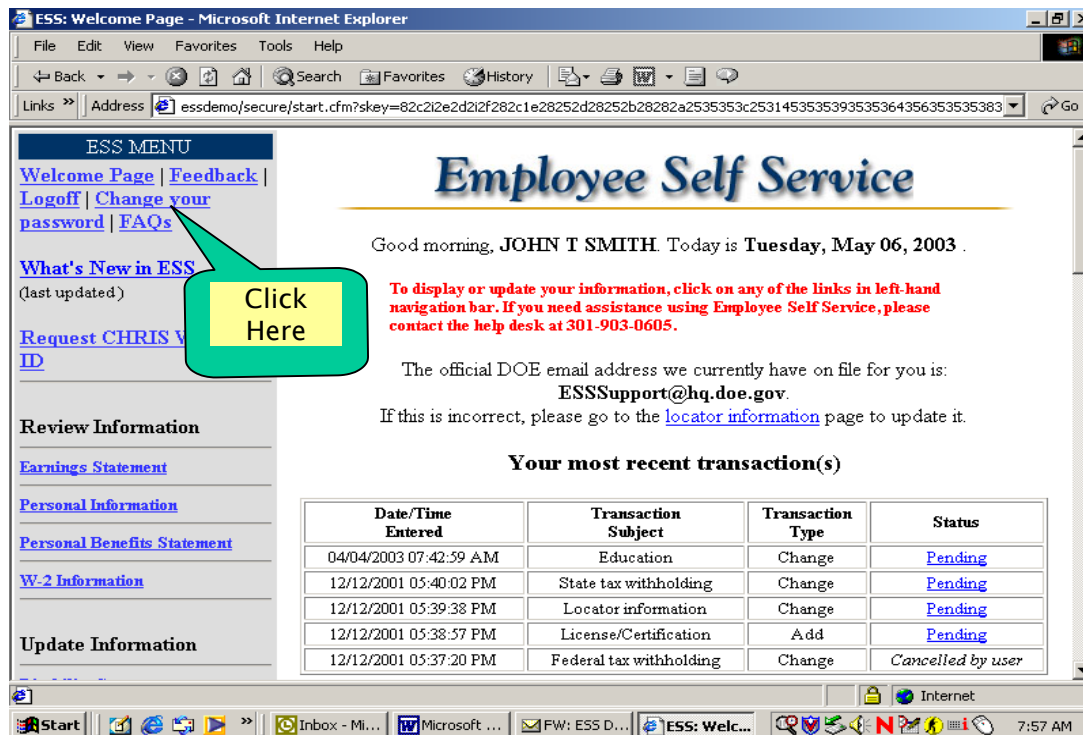 ESS: Welcome Page - Microsoft Internet Explorer
File Edit View Favorites Tools Help
Back Search Favorites History
Links » Address essdemo/secure/start.cfm?skey=82c2i2e2d2i2f282c1e28252d28252b28282a2535353c2531453535393535364356353535383 Go
ESS MENU
Welcome Page | Feedback |
Logoff | Change your
password | FAQs
What's New in ESS
(last updated)
Request CHRIS
ID
Click
Here
Review Information
Earnings Statement
Personal Information
Personal Benefits Statement
W-2 Information
Update Information
Employee Self Service
Good morning, JOHN T SMITH. Today is Tuesday, May 06, 2003 .
To display or update your information, click on any of the links in left-hand
navigation bar. If you need assistance using Employee Self Service, please
contact the help desk at 301-903-0605.
The official DOE email address we currently have on file for you is:
ESSSupport@hq.doe.gov.
If this is incorrect, please go to the locator information page to update it.
Your most recent transaction(s)
Date/Time Entered Transaction Subject Transaction Type Status
04/04/2003 07:42:59 AM Education Change Pending
12/12/2001 05:40:02 PM State tax withholding Change Pending
12/12/2001 05:39:38 PM Locator information Change Pending
12/12/2001 05:38:57 PM License/Certification Add Pending
12/12/2001 05:37:20 PM Federal tax withholding Change Cancelled by user
Internet
Start » Inbox - Mi... Microsoft ... FW: ESS D... ESS: Welc... 7:57 AM